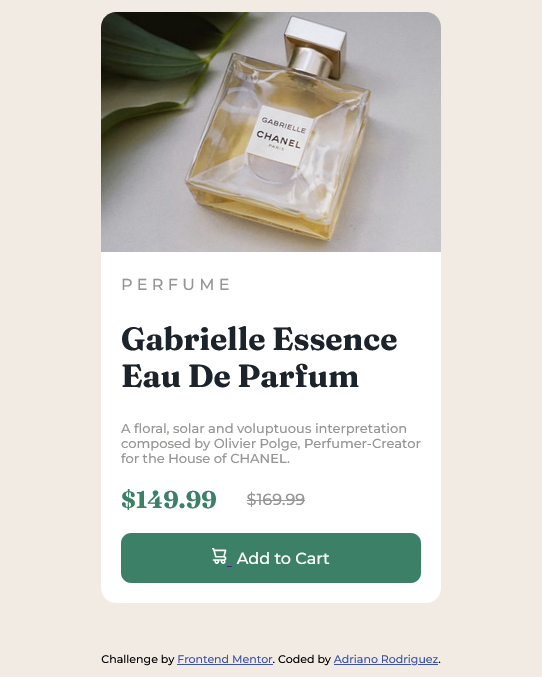 GABRIELLE
CHANEL
PARIS
PERFUME
Gabrielle Essence
Eau De Parfum
A floral, solar and voluptuous interpretation
composed by Olivier Polge, Perfumer-Creator
for the House of CHANEL.
$149.99 $169.99
Add to Cart
Challenge by Frontend Mentor. Coded by Adriano Rodriguez.